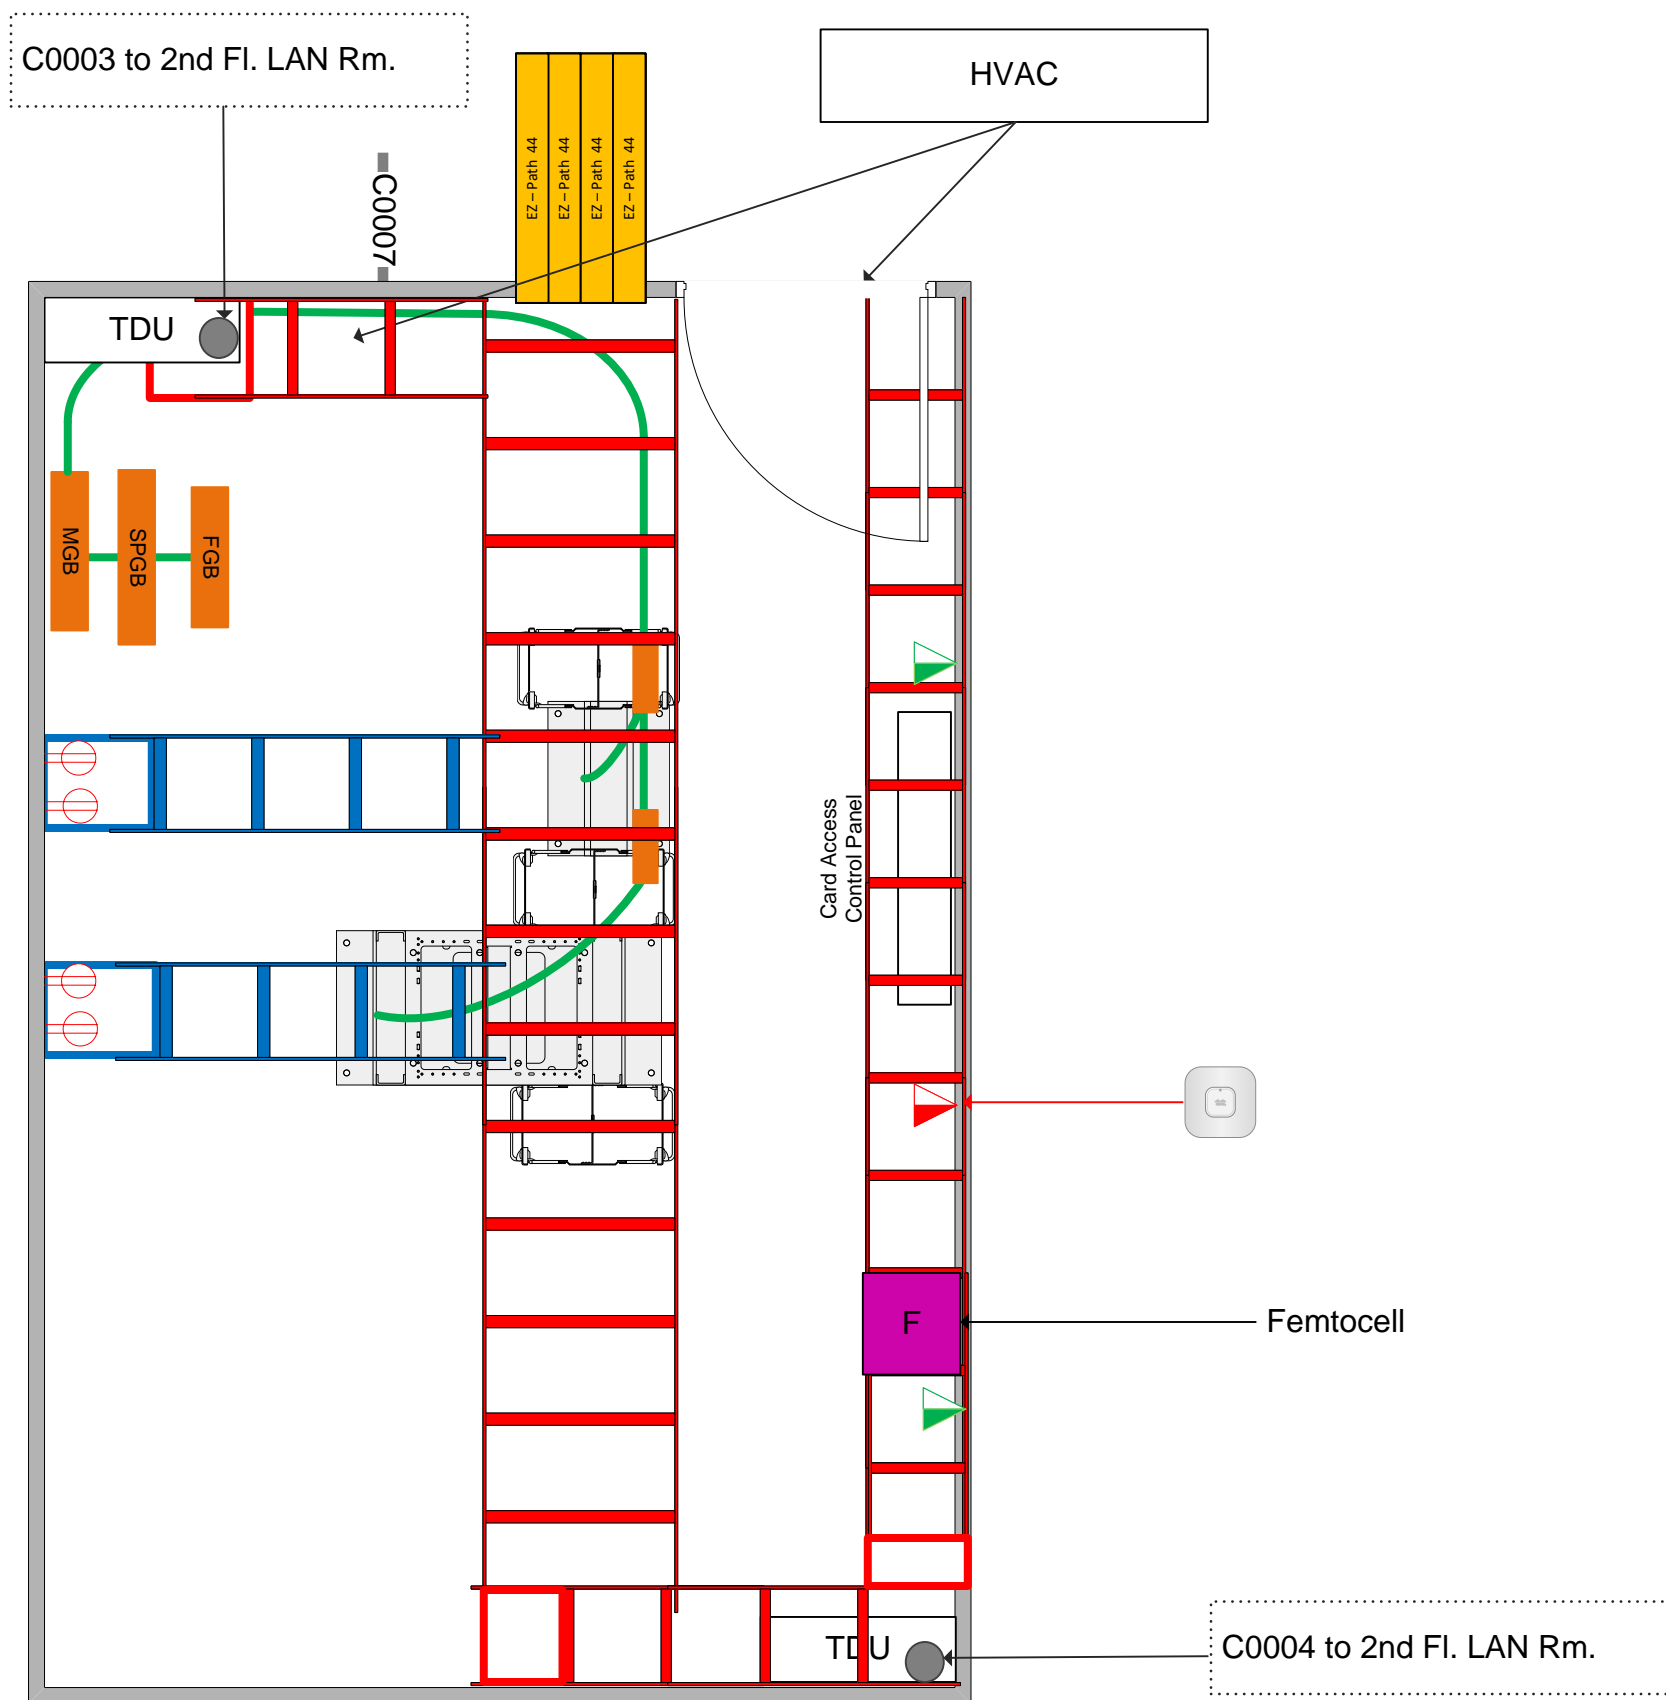 C0003 to 2nd Fl. LAN Rm.
HVAC
EZ – Path 44
EZ – Path 44
EZ – Path 44
EZ – Path 44
C0007
TDU
MGB
SPGB
FGB
Card Access
Control Panel
F
Femtocell
TDU
C0004 to 2nd Fl. LAN Rm.